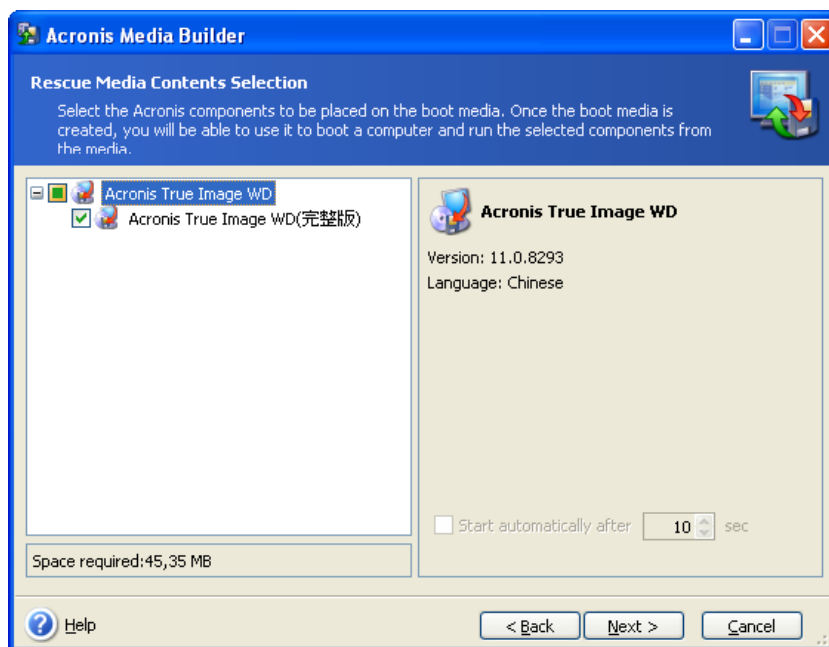 Acronis Media Builder
Rescue Media Contents Selection
Select the Acronis components to be placed on the boot media. Once the boot media is
created, you will be able to use it to boot a computer and run the selected components from
the media.
Acronis True Image WD
Acronis True Image WD(完整版)
Space required:45,35 MB
Acronis True Image WD
Version: 11.0.8293
Language: Chinese
Start automatically after 10 sec
Help
< Back
Next >
Cancel